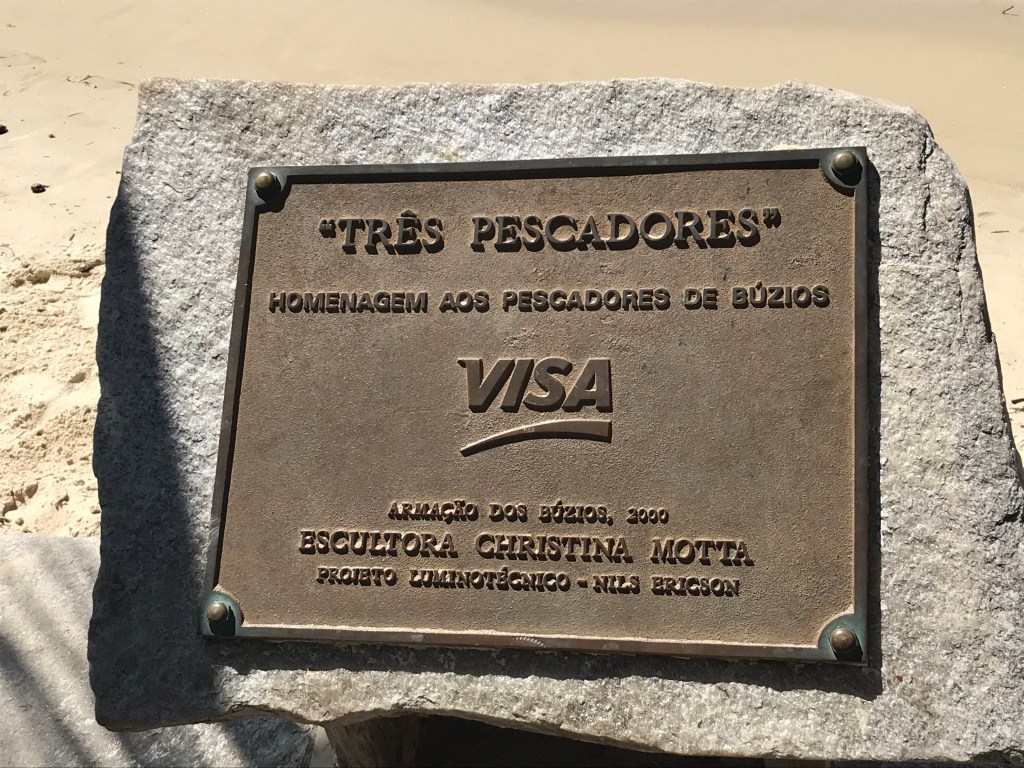 "TRÊS PESCADORES"
HOMENAGEM AOS PESCADORES DE BÚZIOS
VISA
ARMAÇÃO DOS BÚZIOS, 2000
ESCULTORA CHRISTINA MOTTA
PROJETO LUMINOTÉCNICO - NILS ERICSON